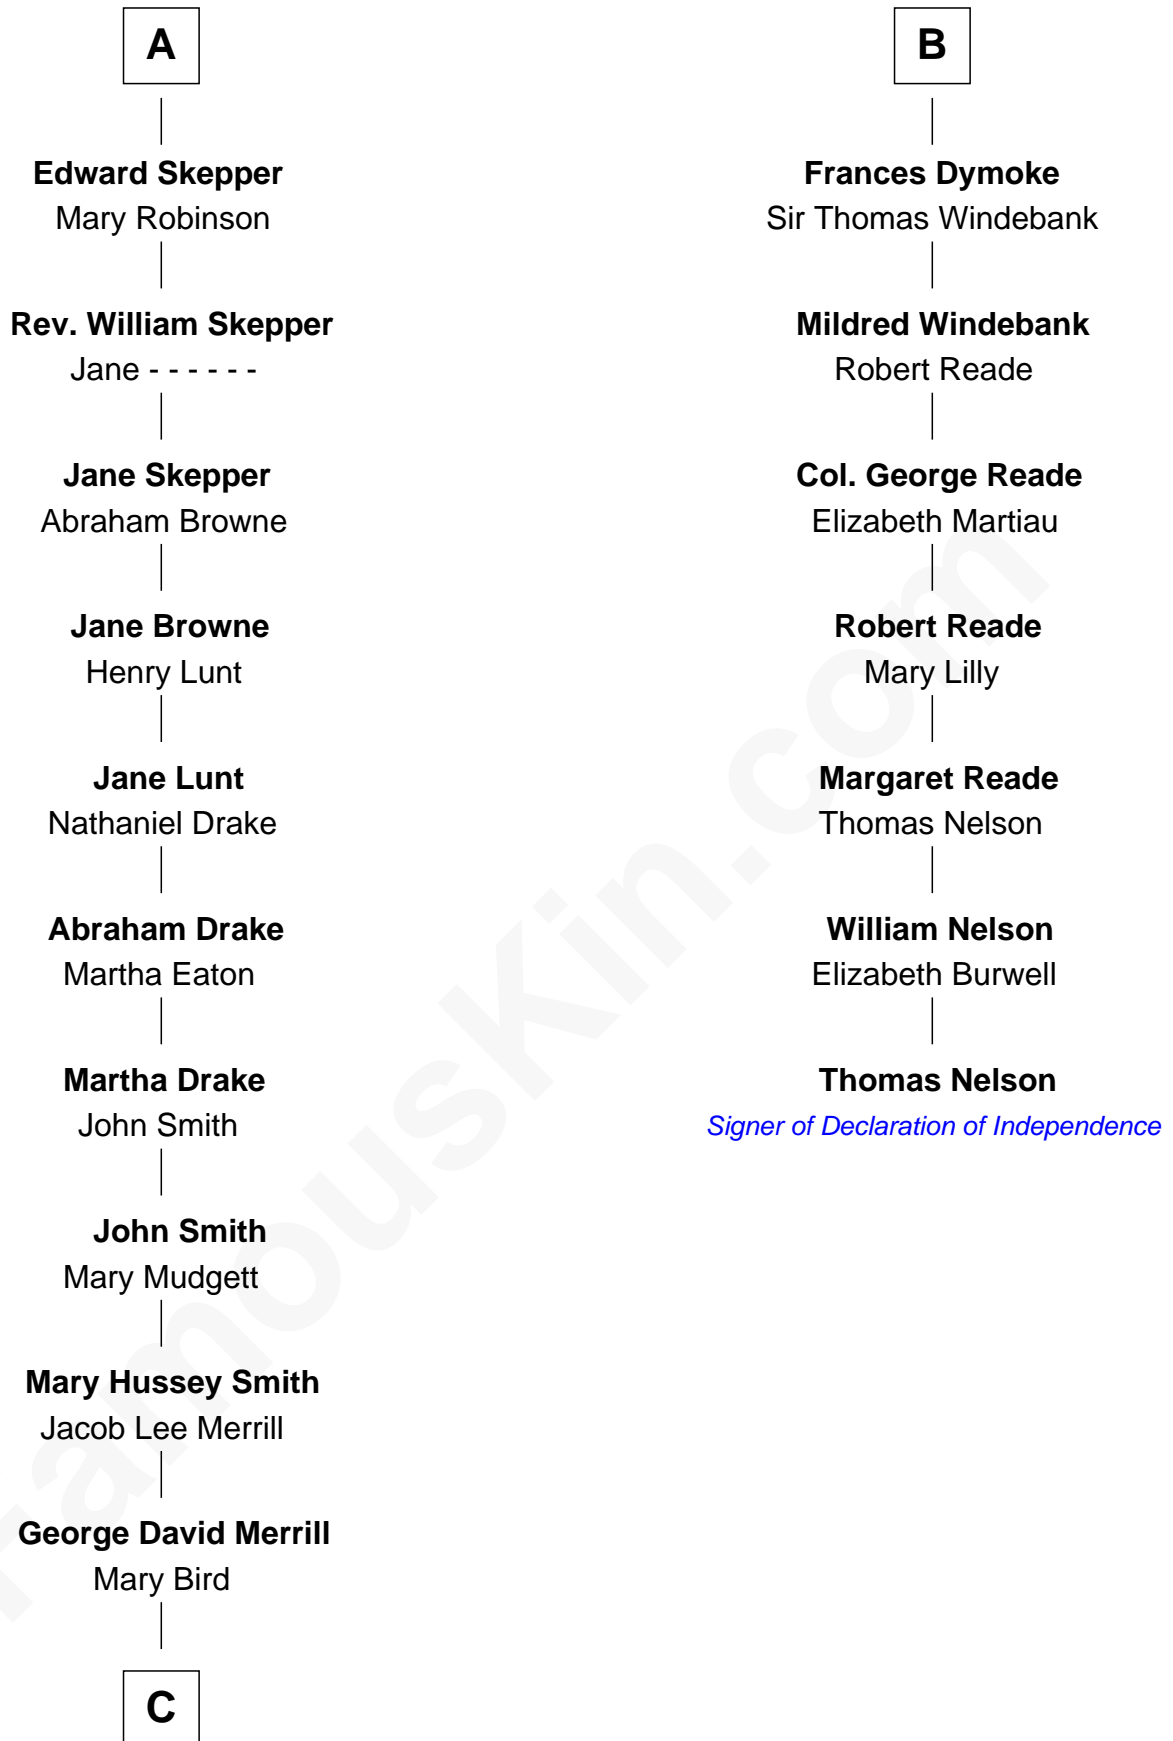 A
Edward Skepper
Mary Robinson
Rev. William Skepper
Jane - - - - - -
Jane Skepper
Abraham Browne
Jane Browne
Henry Lunt
Jane Lunt
Nathaniel Drake
Abraham Drake
Martha Eaton
Martha Drake
John Smith
John Smith
Mary Mudgett
Mary Hussey Smith
Jacob Lee Merrill
George David Merrill
Mary Bird
C
B
Frances Dymoke
Sir Thomas Windebank
Mildred Windebank
Robert Reade
Col. George Reade
Elizabeth Martiau
Robert Reade
Mary Lilly
Margaret Reade
Thomas Nelson
William Nelson
Elizabeth Burwell
Thomas Nelson
Signer of Declaration of Independence
FamousKin.com